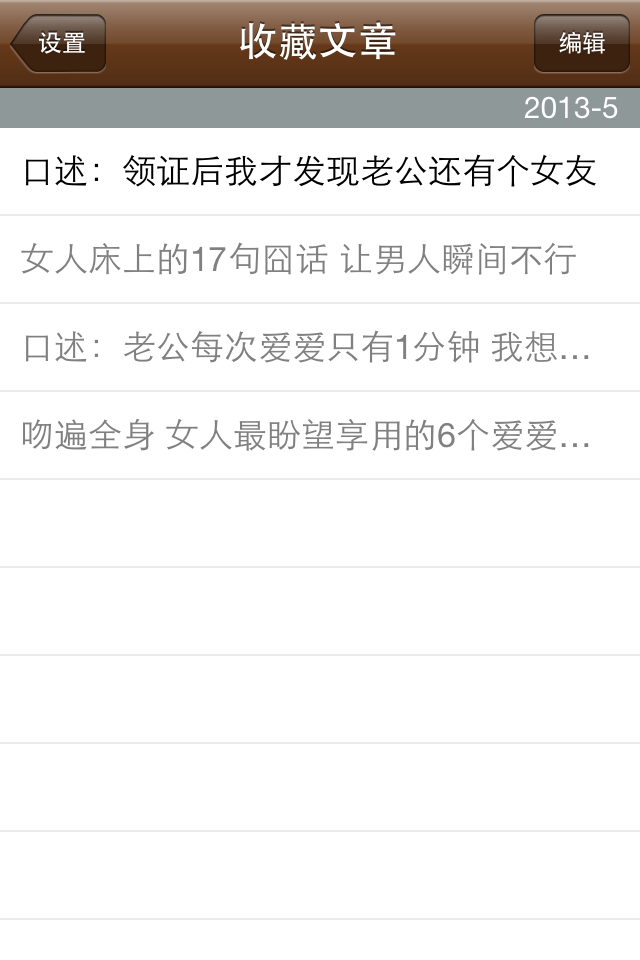 设置
收藏文章
编辑
2013-5
口述：领证后我才发现老公还有个女友
女人床上的17句囧话 让男人瞬间不行
口述：老公每次爱爱只有1分钟 我想...
吻遍全身 女人最盼望享用的6个爱爱...